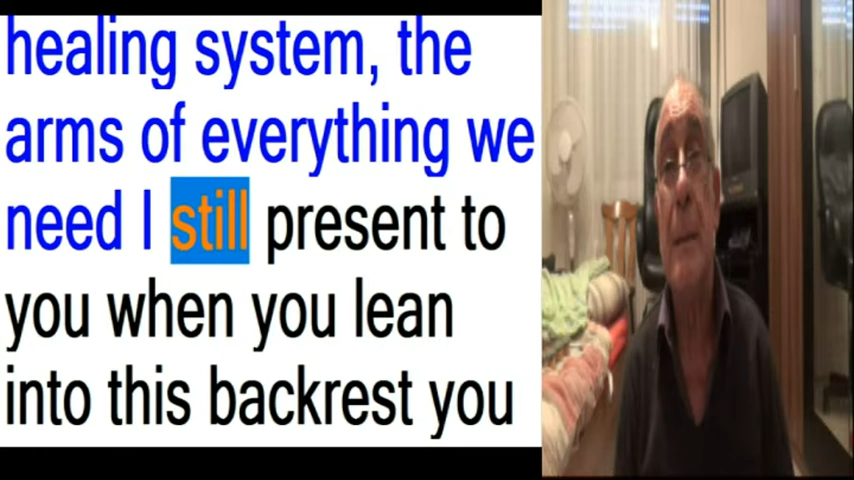 healing system, the
arms of everything we
need I still present to
you when you lean
into this backrest you